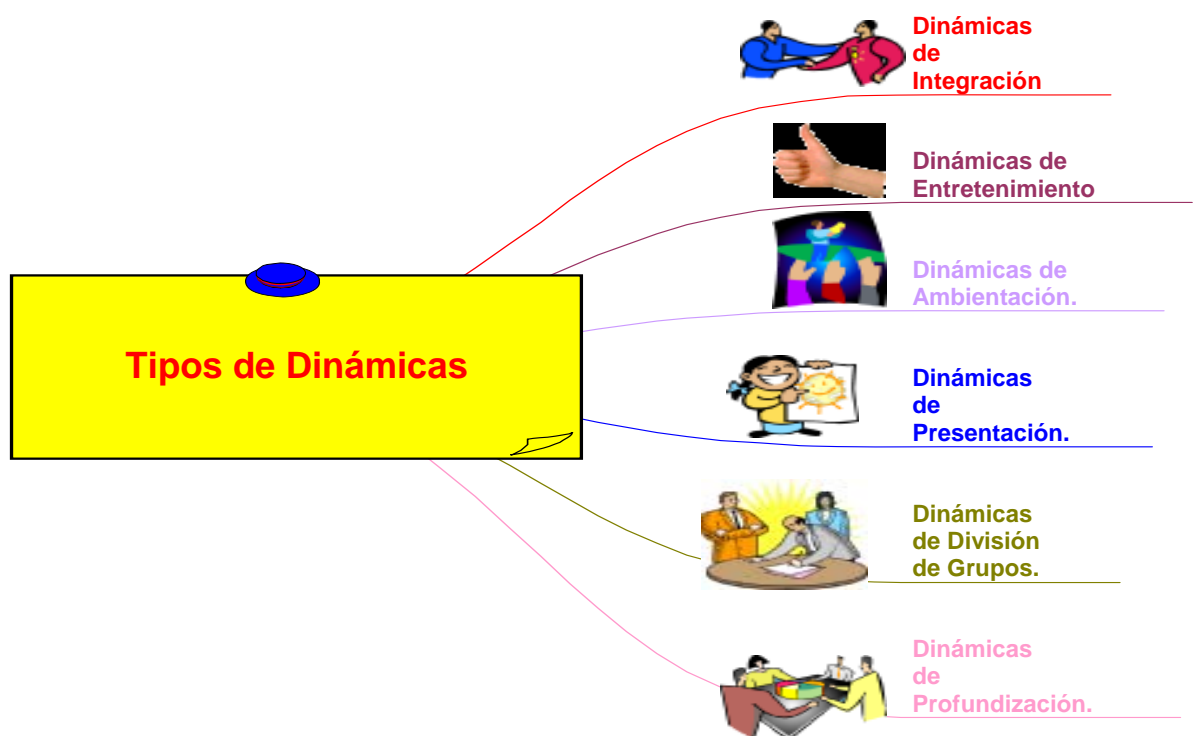 Dinámicas
de
Integración
Dinámicas de
Entretenimiento
Dinámicas de
Ambientación.
Tipos de Dinámicas
Dinámicas
de
Presentación.
Dinámicas
de División
de Grupos.
Dinámicas
de
Profundización.